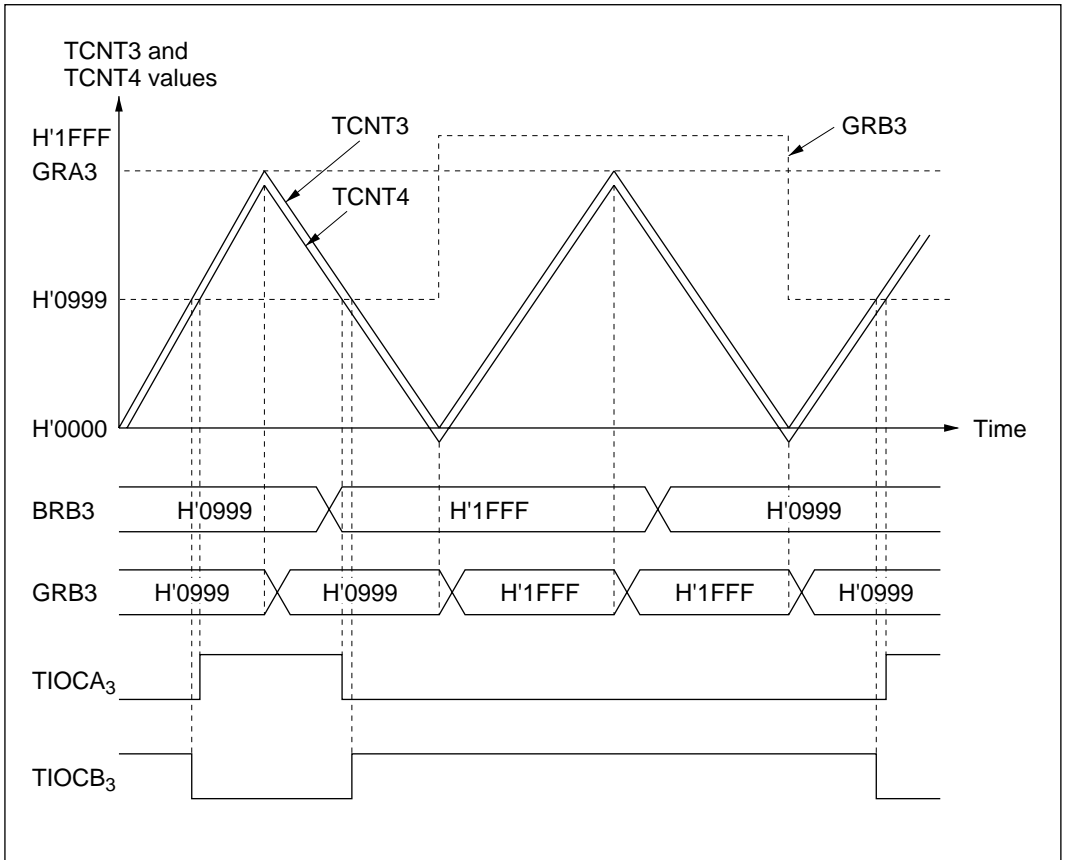 TCNT3 and
TCNT4 values
H'1FFF
TCNT3
GRB3
GRA3
TCNT4
H'0999
H'0000
Time
BRB3 H'0999 H'1FFF H'0999
GRB3 H'0999 H'0999 H'1FFF H'1FFF H'0999
TIOCA3
TIOCB3